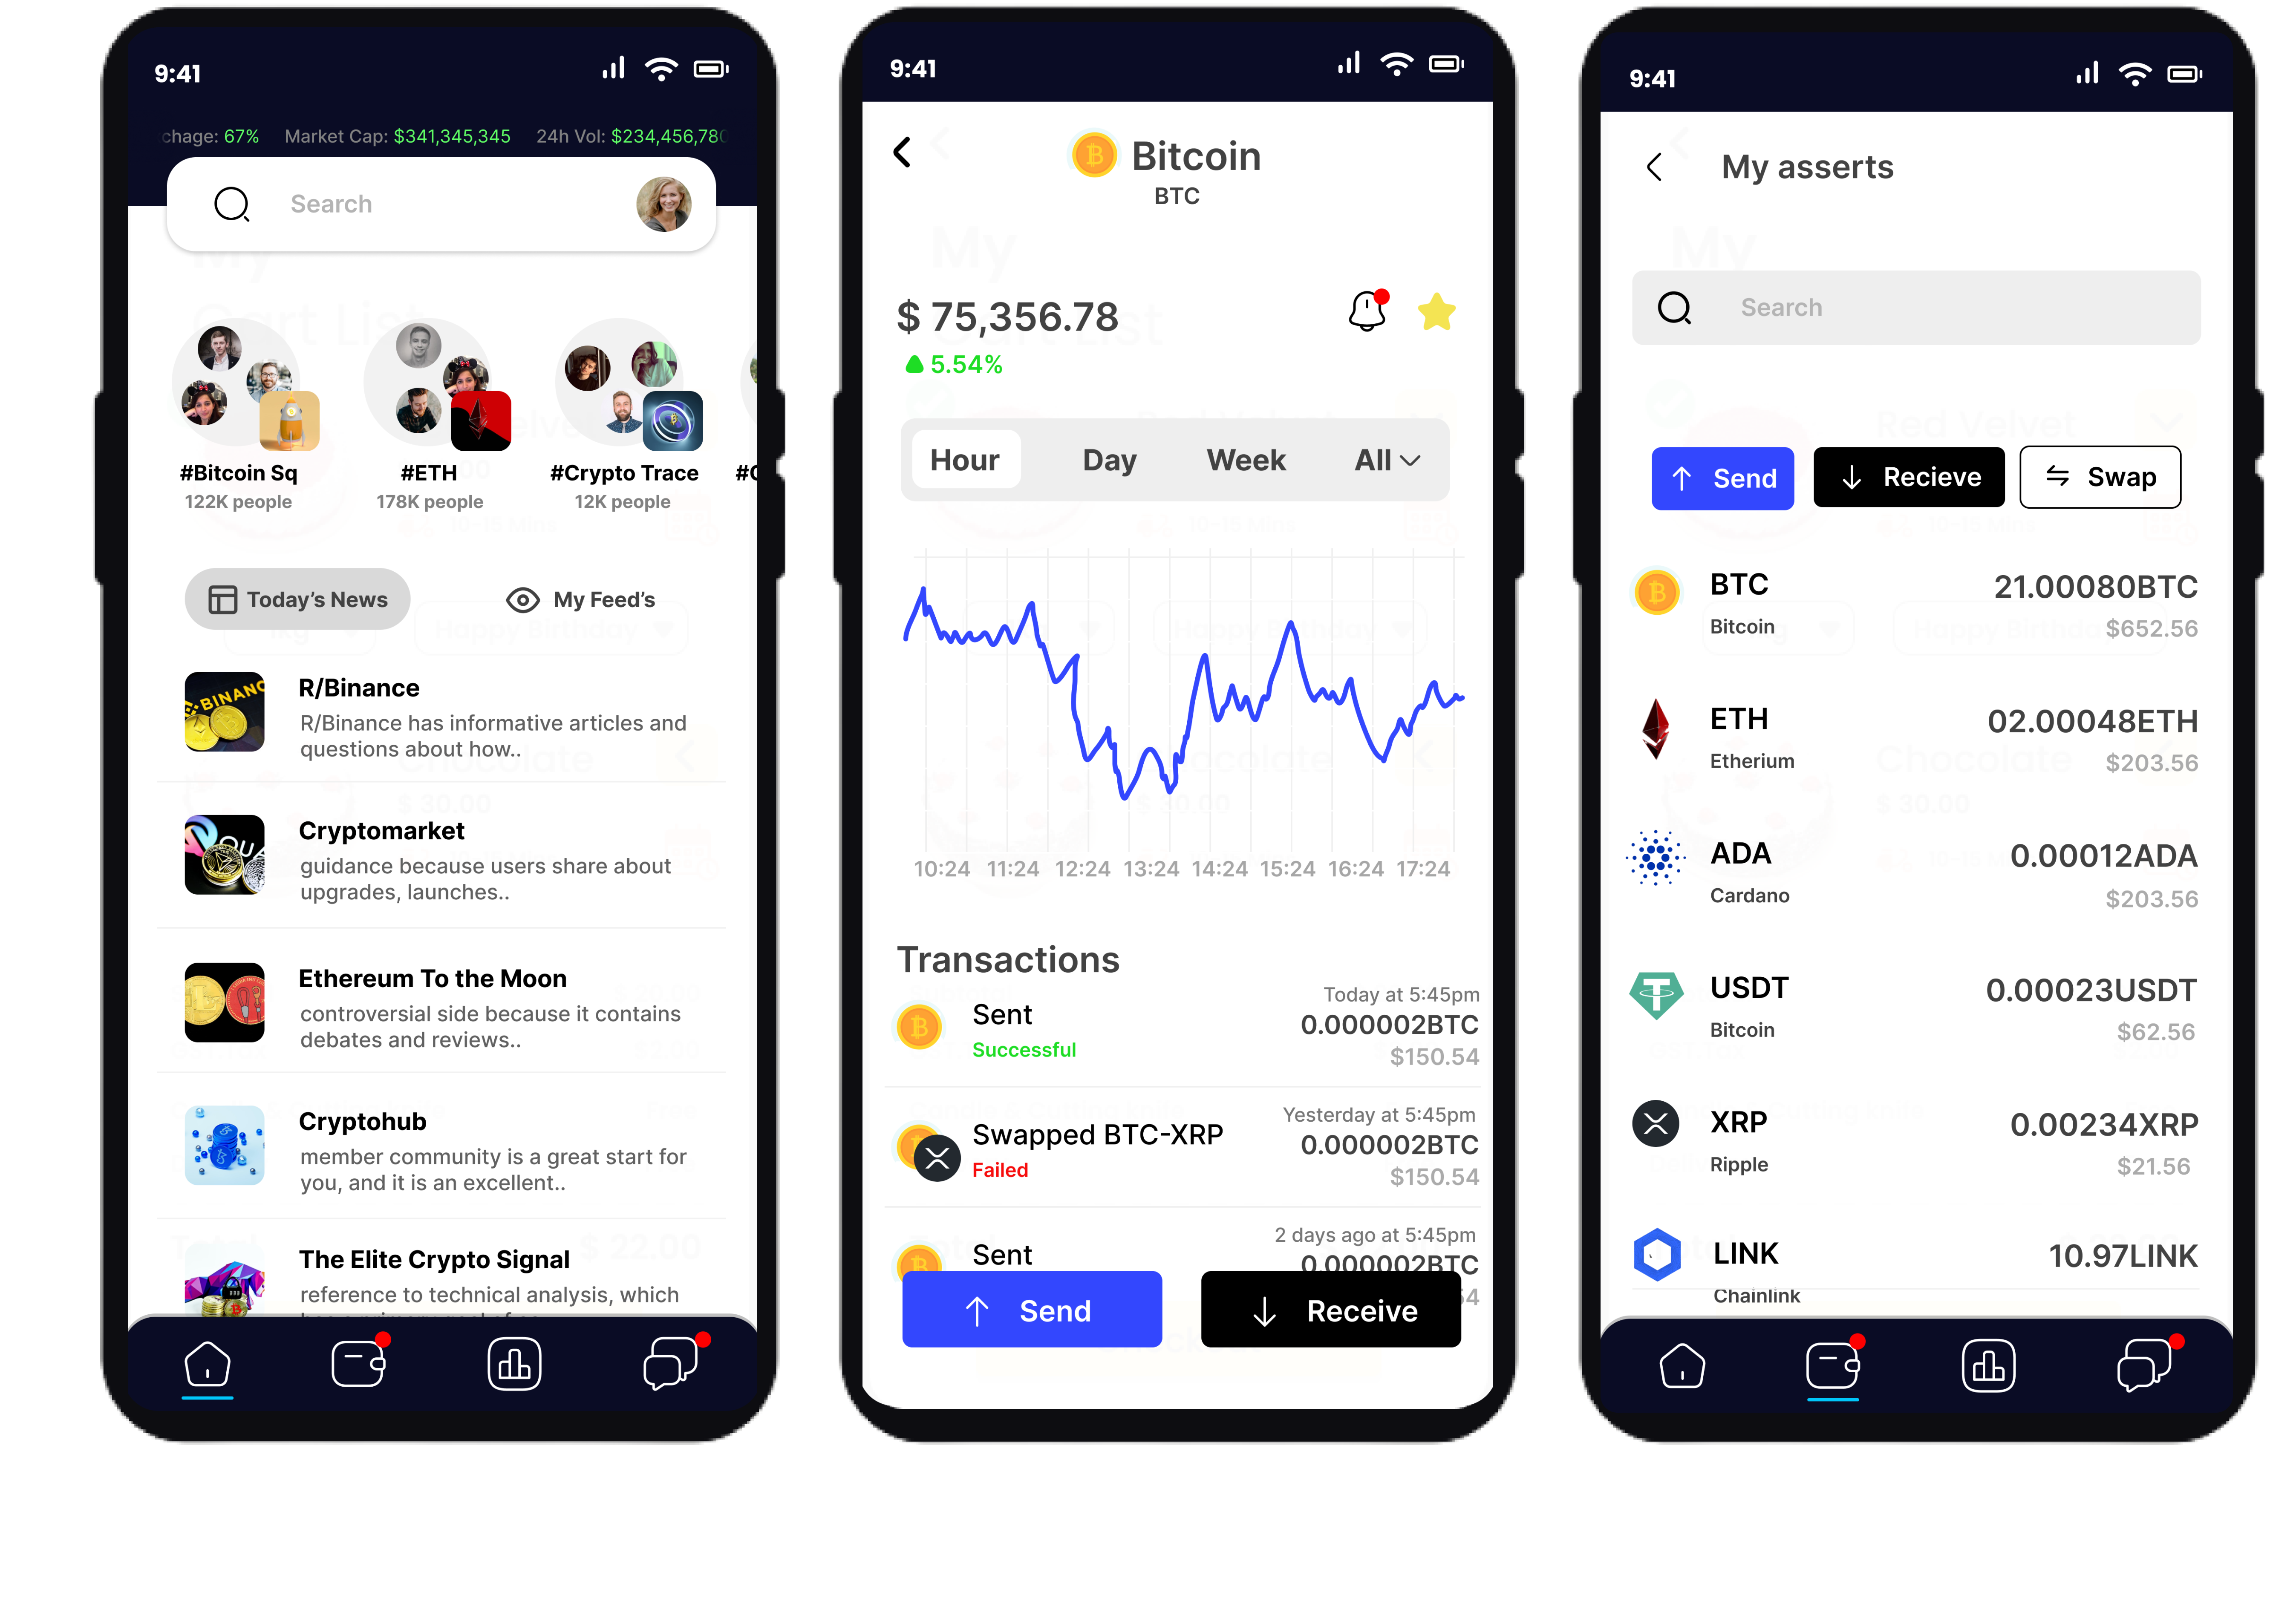 9:41
chage: 67% Market Cap: $341,345,345 24h Vol: $234,456,780
Search
#Bitcoin Sq
122K people
#ETH
178K people
#Crypto Trace
12K people
Today's News
My Feed's
R/Binance
R/Binance has informative articles and
questions about how..
Cryptomarket
guidance because users share about
upgrades, launches..
Ethereum To the Moon
controversial side because it contains
debates and reviews..
Cryptohub
member community is a great start for
you, and it is an excellent..
The Elite Crypto Signal
reference to technical analysis, which
9:41
Bitcoin
BTC
$ 75,356.78
5.54%
Hour Day Week All
10:24 11:24 12:24 13:24 14:24 15:24 16:24 17:24
Transactions
Today at 5:45pm
Sent
0.000002BTC
Successful
$150.54
Yesterday at 5:45pm
Swapped BTC-XRP
0.000002BTC
Failed
$150.54
2 days ago at 5:45pm
Sent
0.000002BTC
Send
Receive
9:41
My asserts
Search
Send
Recieve
Swap
BTC 21.00080BTC
Bitcoin $652.56
ETH 02.00048ETH
Etherium $203.56
ADA 0.00012ADA
Cardano $203.56
USDT 0.00023USDT
Bitcoin $62.56
XRP 0.00234XRP
Ripple $21.56
LINK 10.97LINK
Chainlink